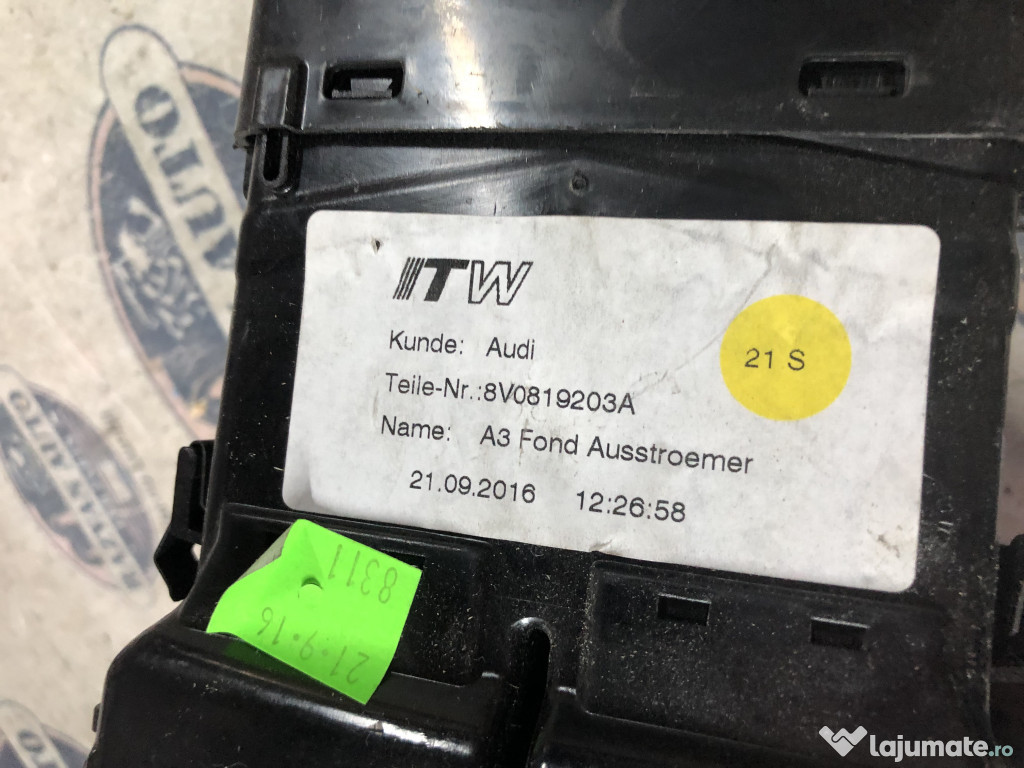 ITW
Kunde: Audi
21 S
Teile-Nr.:8V0819203A
Name: A3 Fond Ausstroemer
21.09.2016 12:26:58
8311
21.9.16
AUTO
lajumate.ro